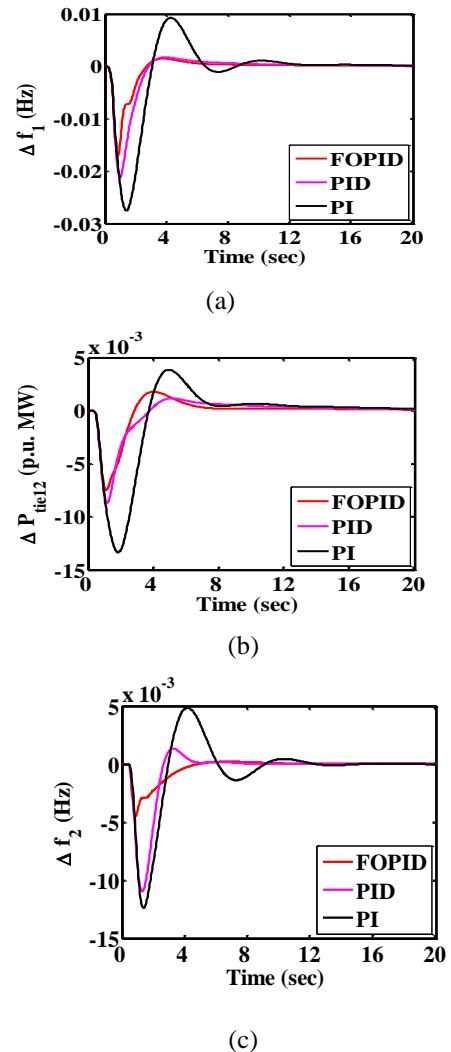 0.01
0
-0.01
-0.02
-0.03
Δ f1 (Hz)
FOPID
PID
PI
0 4 8 12 16 20
Time (sec)
(a)
5 x 10-3
0
-5
-10
-15
Δ Ptie12 (p.u. MW)
FOPID
PID
PI
0 4 8 12 16 20
Time (sec)
(b)
5 x 10-3
0
-5
-10
-15
Δ f2 (Hz)
FOPID
PID
PI
0 4 8 12 16 20
Time (sec)
(c)